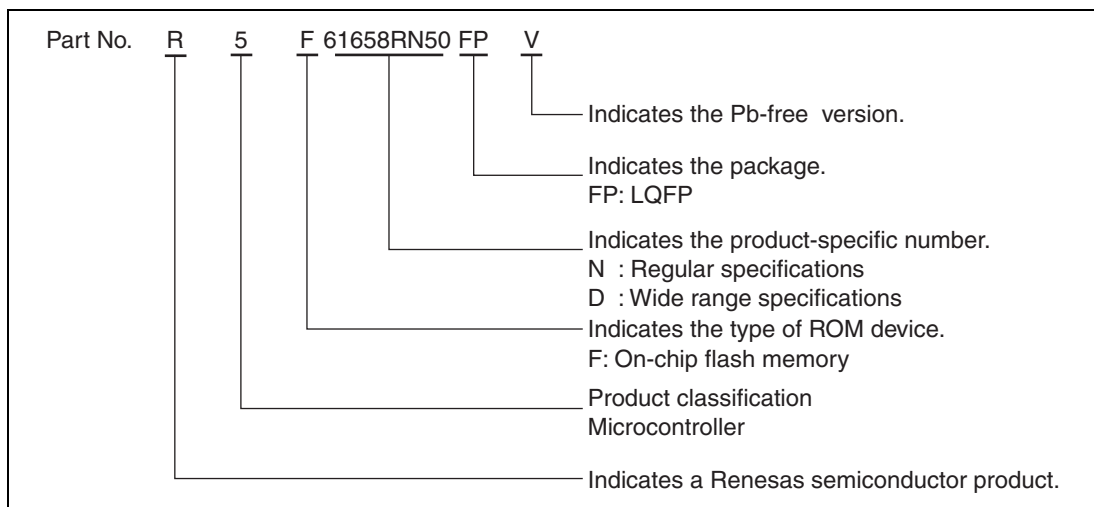 Part No. R 5 F 61658RN50 FP V
Indicates the Pb-free version.
Indicates the package.
FP: LQFP
Indicates the product-specific number.
N : Regular specifications
D : Wide range specifications
Indicates the type of ROM device.
F: On-chip flash memory
Product classification
Microcontroller
Indicates a Renesas semiconductor product.